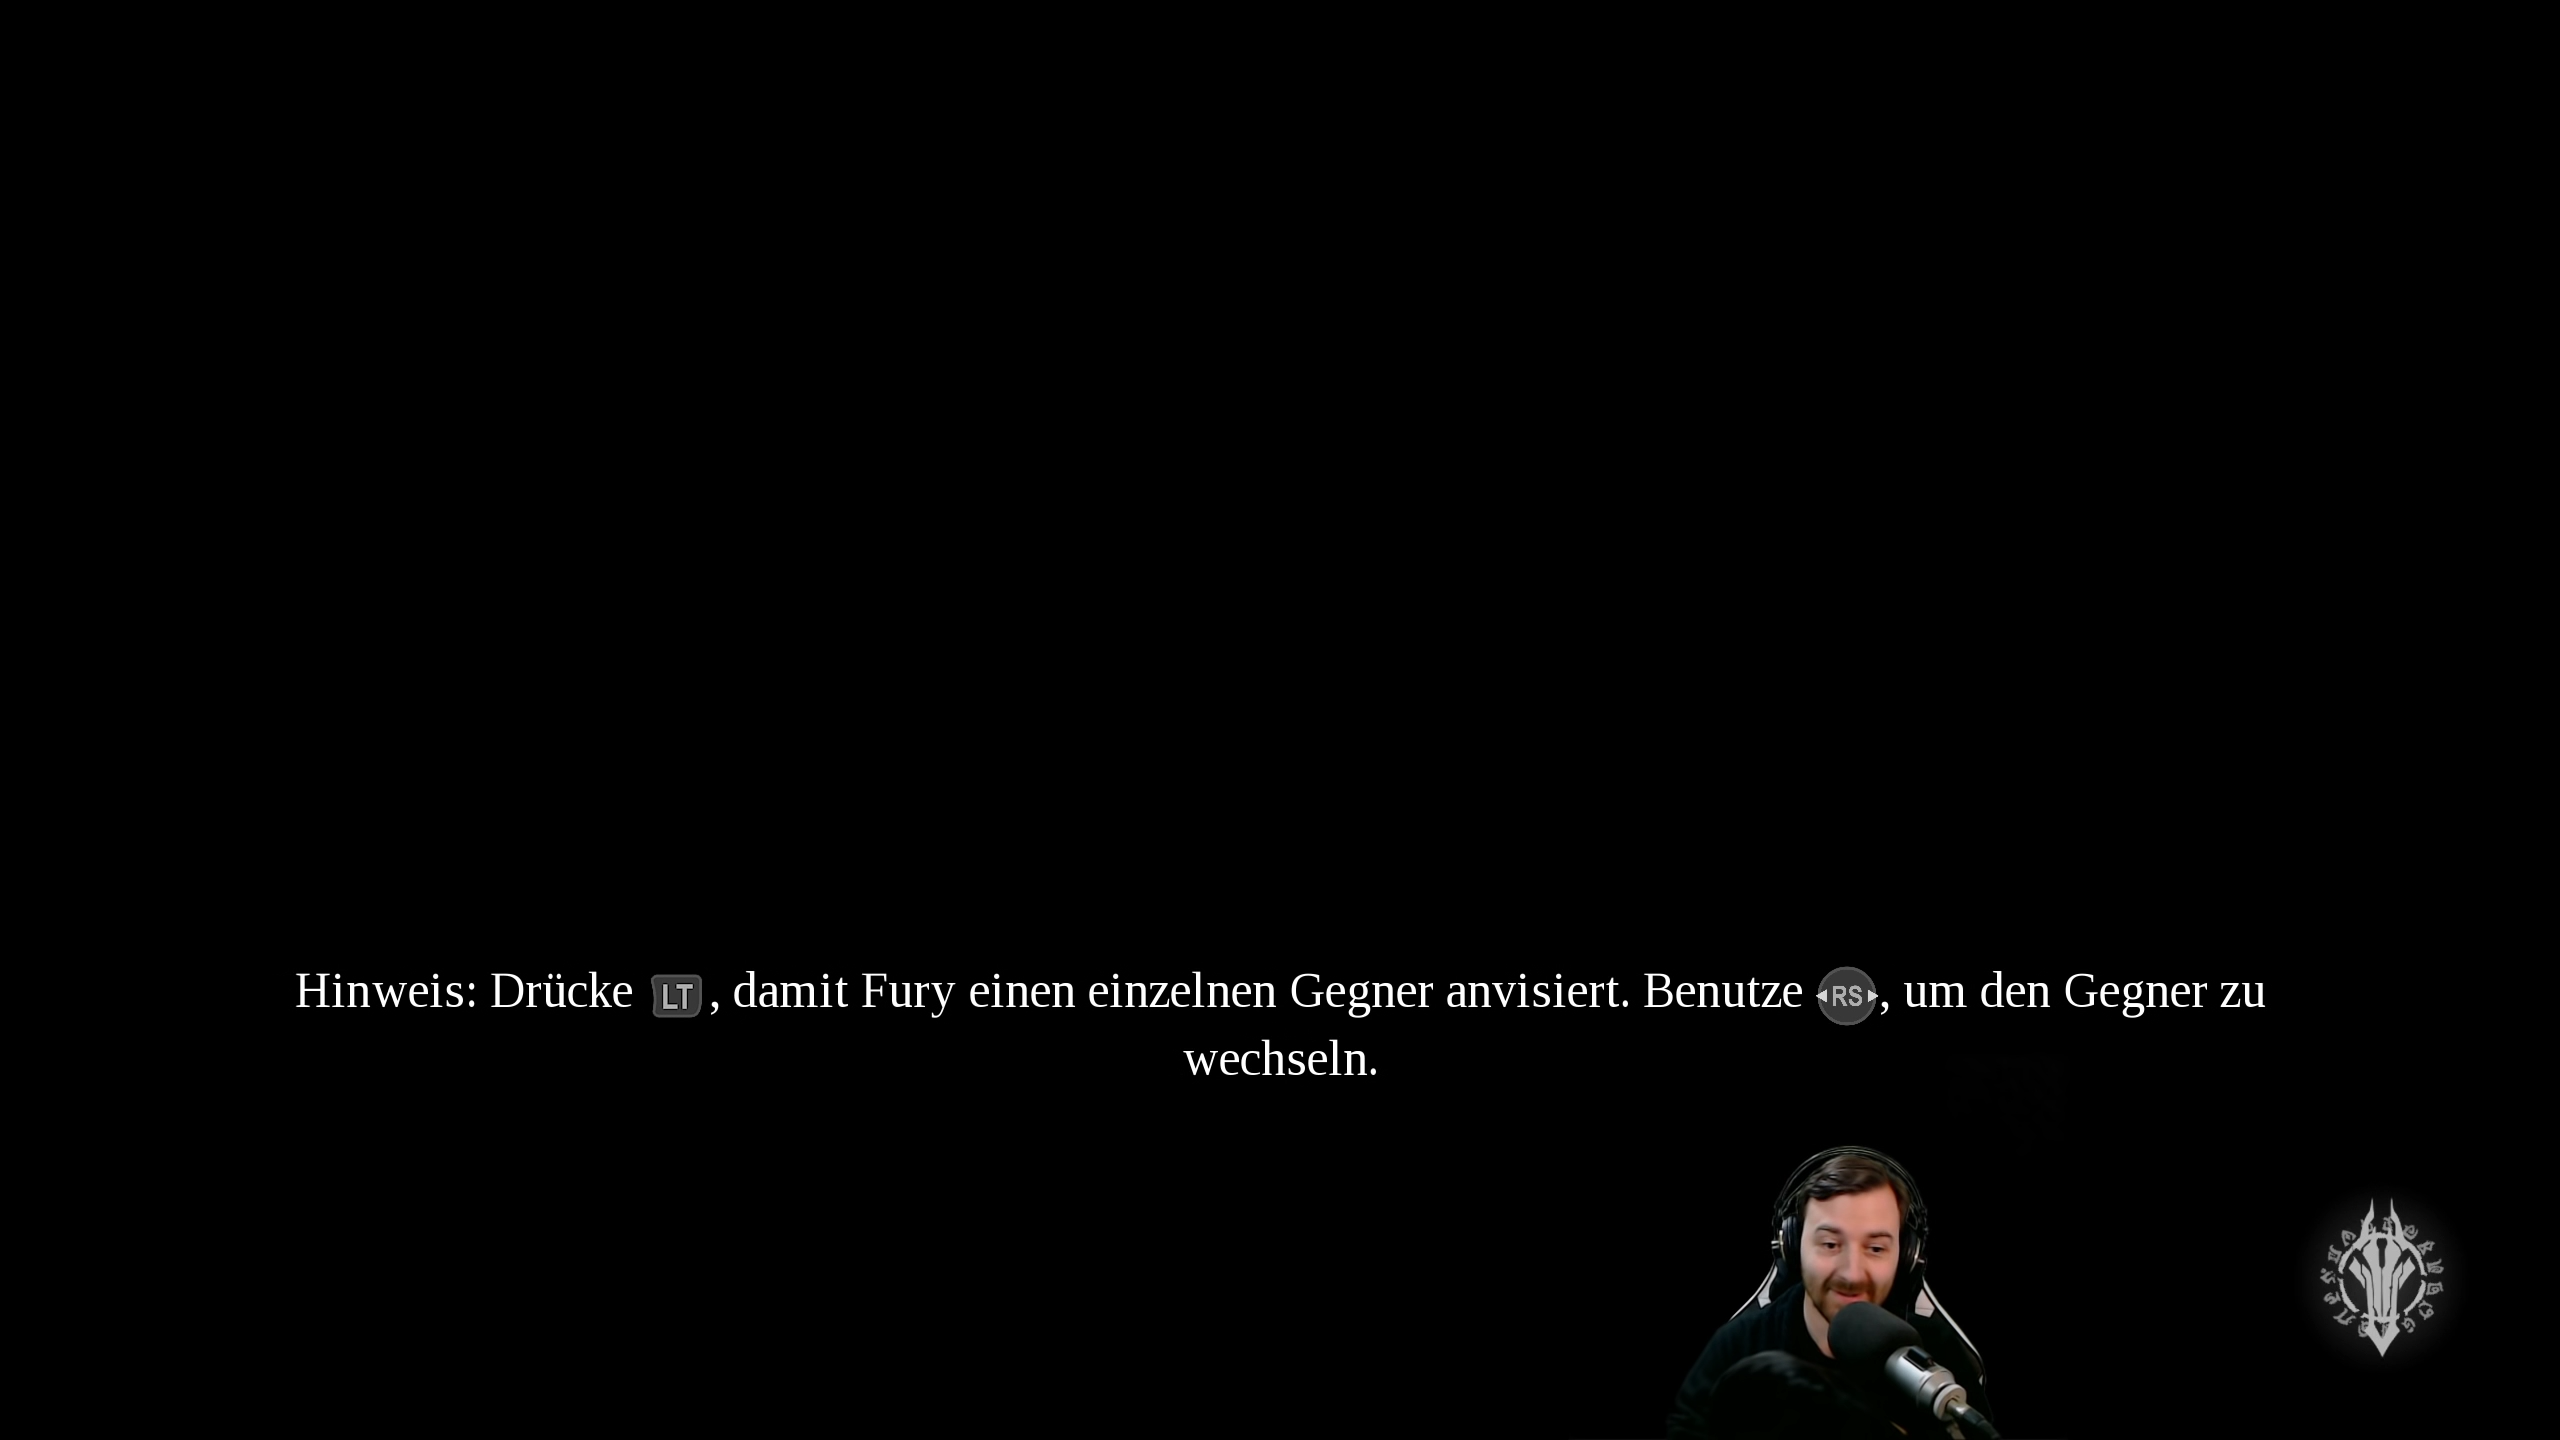 Hinweis: Drücke LT, damit Fury einen einzelnen Gegner anvisiert. Benutze RS, um den Gegner zu
wechseln.